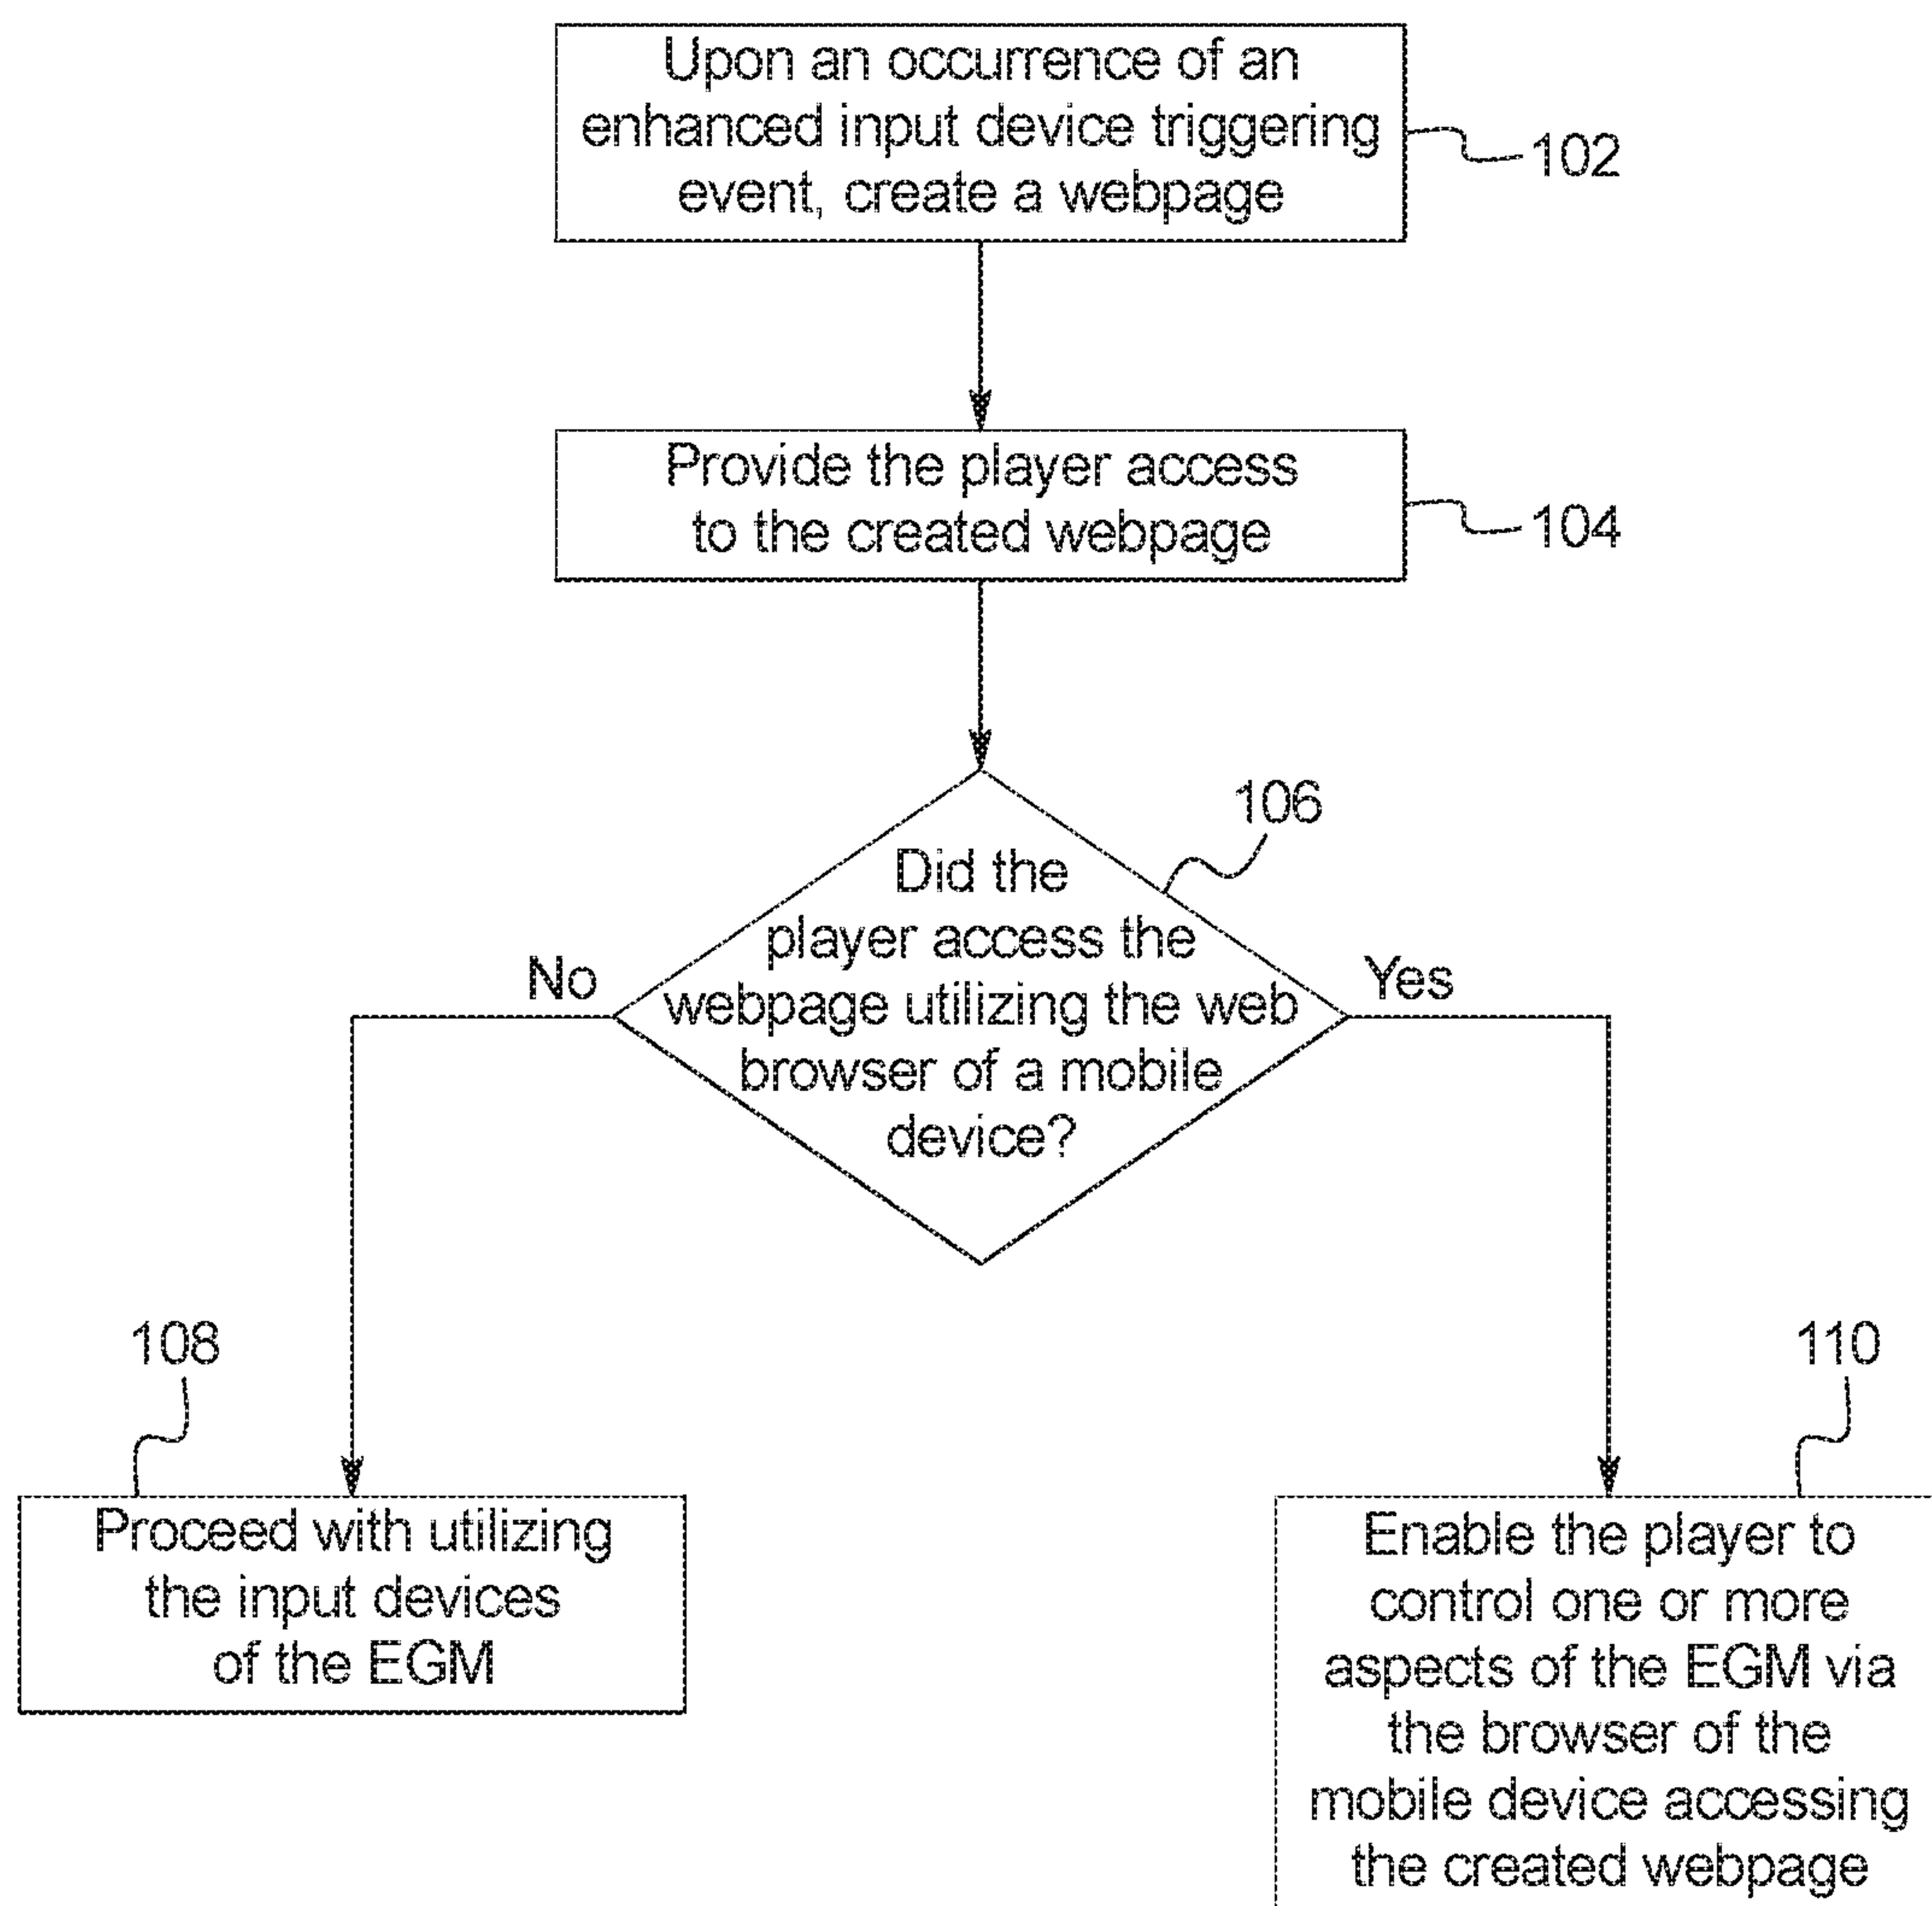 Upon an occurrence of an
enhanced input device triggering
event, create a webpage
102
Provide the player access
to the created webpage
104
106
Did the
player access the
webpage utilizing the web
browser of a mobile
device?
No
Yes
108
Proceed with utilizing
the input devices
of the EGM
110
Enable the player to
control one or more
aspects of the EGM via
the browser of the
mobile device accessing
the created webpage